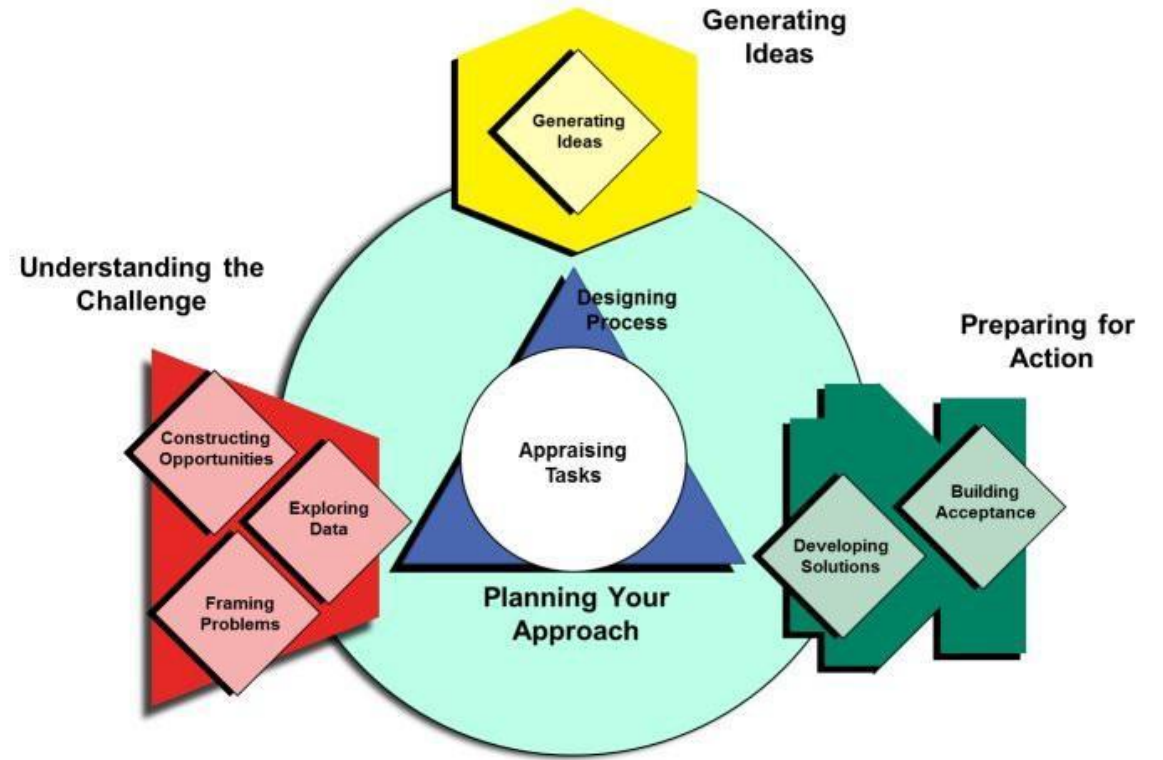 Generating
Ideas
Generating
Ideas
Understanding the
Challenge
Designing
Process
Preparing for
Action
Constructing
Opportunities
Exploring
Data
Framing
Problems
Appraising
Tasks
Building
Acceptance
Developing
Solutions
Planning Your
Approach